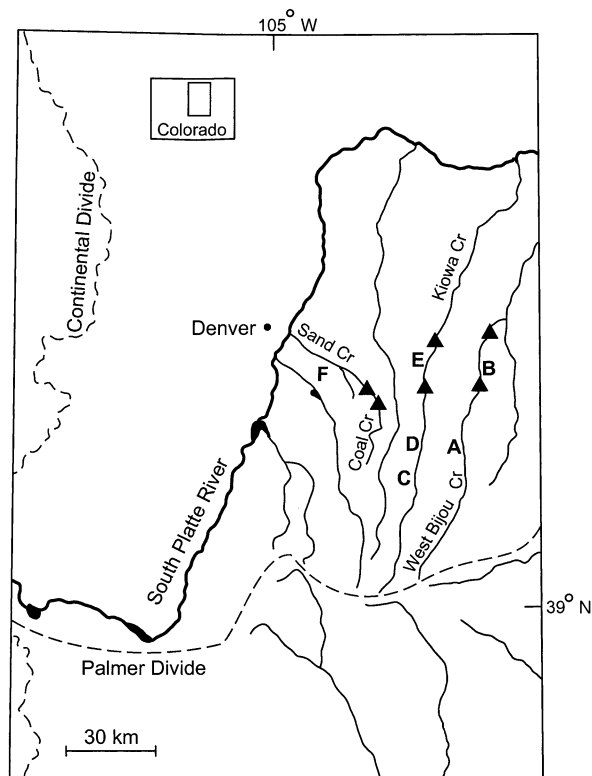 105° W
Colorado
Continental Divide
Kiowa Cr
Denver
Sand Cr
F
E
B
Coal Cr
D
A
C
West Bijou Cr
South Platte River
39° N
Palmer Divide
30 km